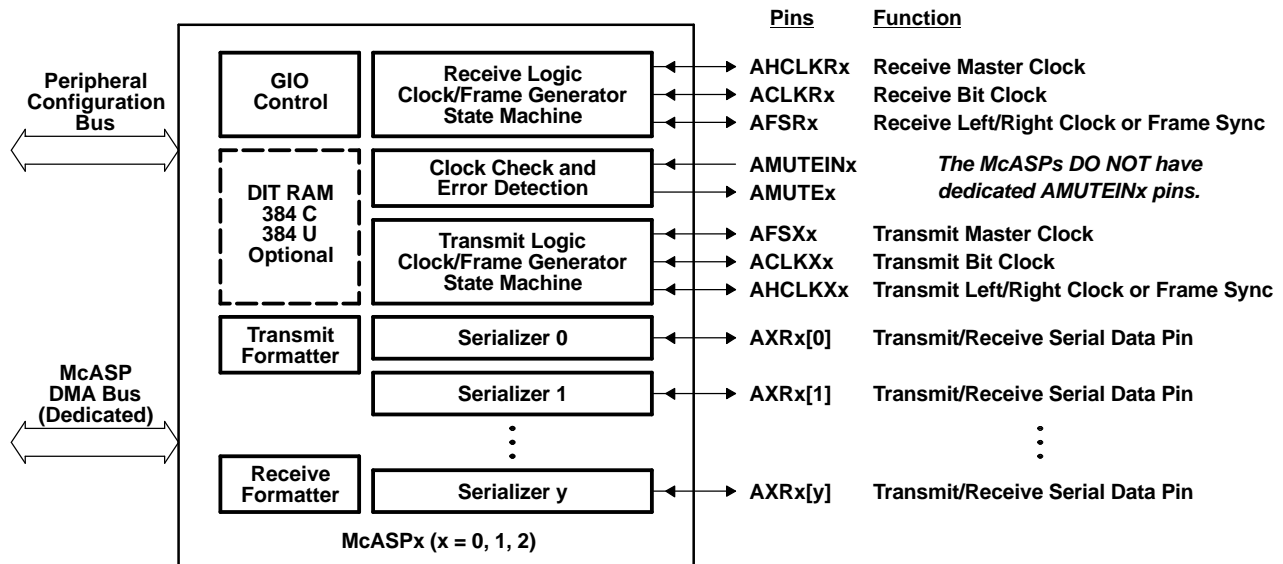 Pins Function
Peripheral
Configuration
Bus
GIO
Control
Receive Logic
Clock/Frame Generator
State Machine
AHCLKRx Receive Master Clock
ACLKRx Receive Bit Clock
AFSRx Receive Left/Right Clock or Frame Sync
DIT RAM
384 C
384 U
Optional
Clock Check and
Error Detection
AMUTEINx
AMUTEx
The McASPs DO NOT have
dedicated AMUTEINx pins.
Transmit Logic
Clock/Frame Generator
State Machine
AFSXx Transmit Master Clock
ACLKXx Transmit Bit Clock
AHCLKXx Transmit Left/Right Clock or Frame Sync
Transmit
Formatter
Serializer 0
AXRx[0] Transmit/Receive Serial Data Pin
McASP
DMA Bus
(Dedicated)
Serializer 1
AXRx[1] Transmit/Receive Serial Data Pin
Receive
Formatter
Serializer y
AXRx[y] Transmit/Receive Serial Data Pin
McASPx (x = 0, 1, 2)